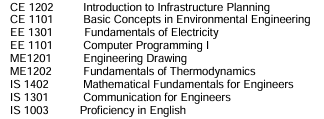 CE 1202 Introduction to Infrastructure Planning
CE 1101 Basic Concepts in Environmental Engineering
EE 1301 Fundamentals of Electricity
EE 1101 Computer Programming I
ME1201 Engineering Drawing
ME1202 Fundamentals of Thermodynamics
IS 1402 Mathematical Fundamentals for Engineers
IS 1301 Communication for Engineers
IS 1003 Proficiency in English